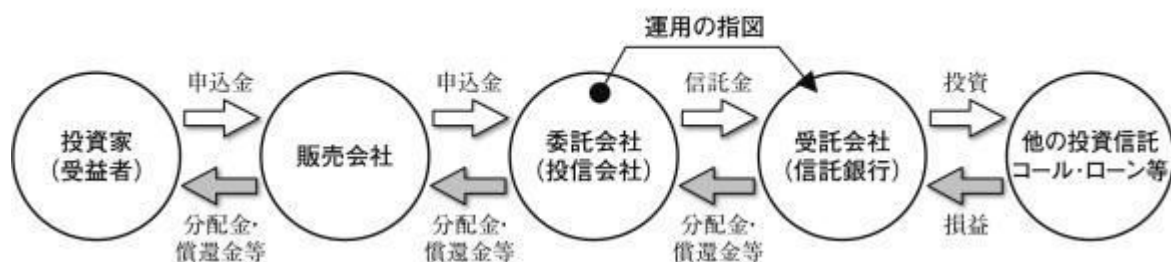 運用の指図
申込金
申込金
信託金
投資
投資家
(受益者)
販売会社
委託会社
(投信会社)
受託会社
(信託銀行)
他の投資信託
コール・ローン等
分配金・
償還金等
分配金・
償還金等
分配金・
償還金等
損益